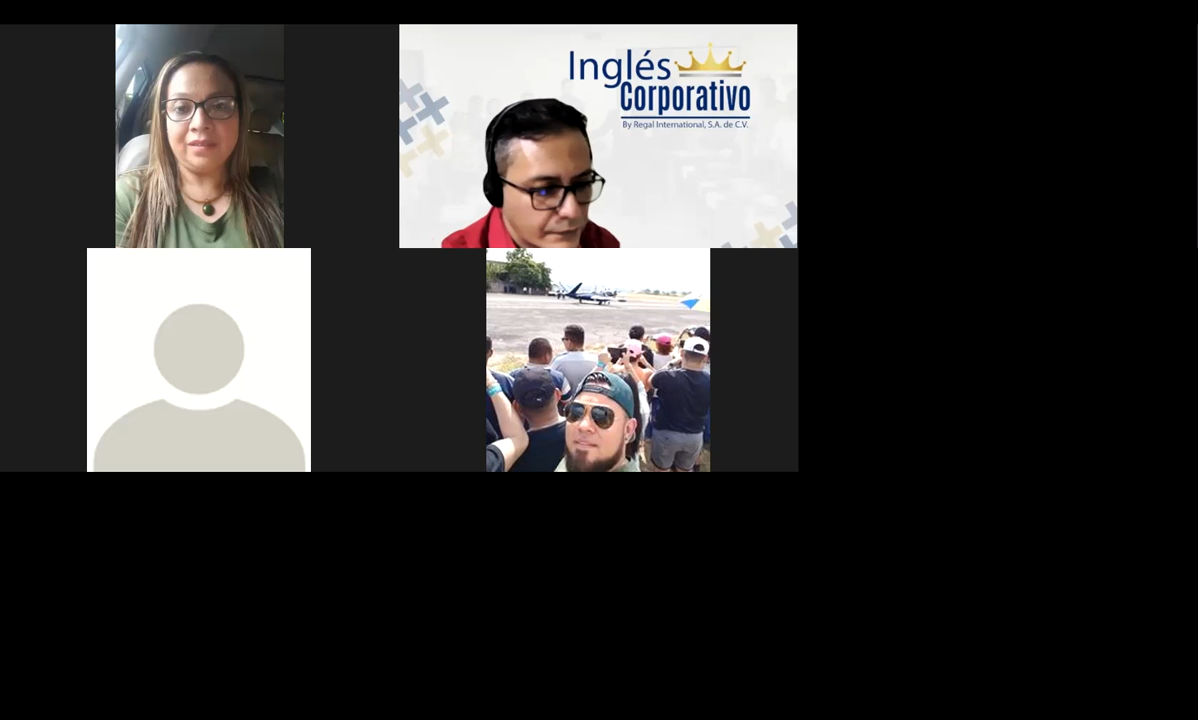 Inglés
Corporativo
By Regal International, S.A. de C.V.